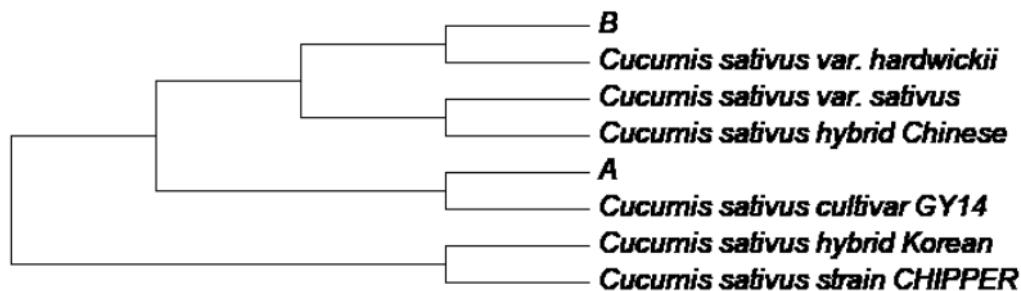 B
Cucumis sativus var. hardwickii
Cucumis sativus var. sativus
Cucumis sativus hybrid Chinese
A
Cucumis sativus cultivar GY14
Cucumis sativus hybrid Korean
Cucumis sativus strain CHIPPER